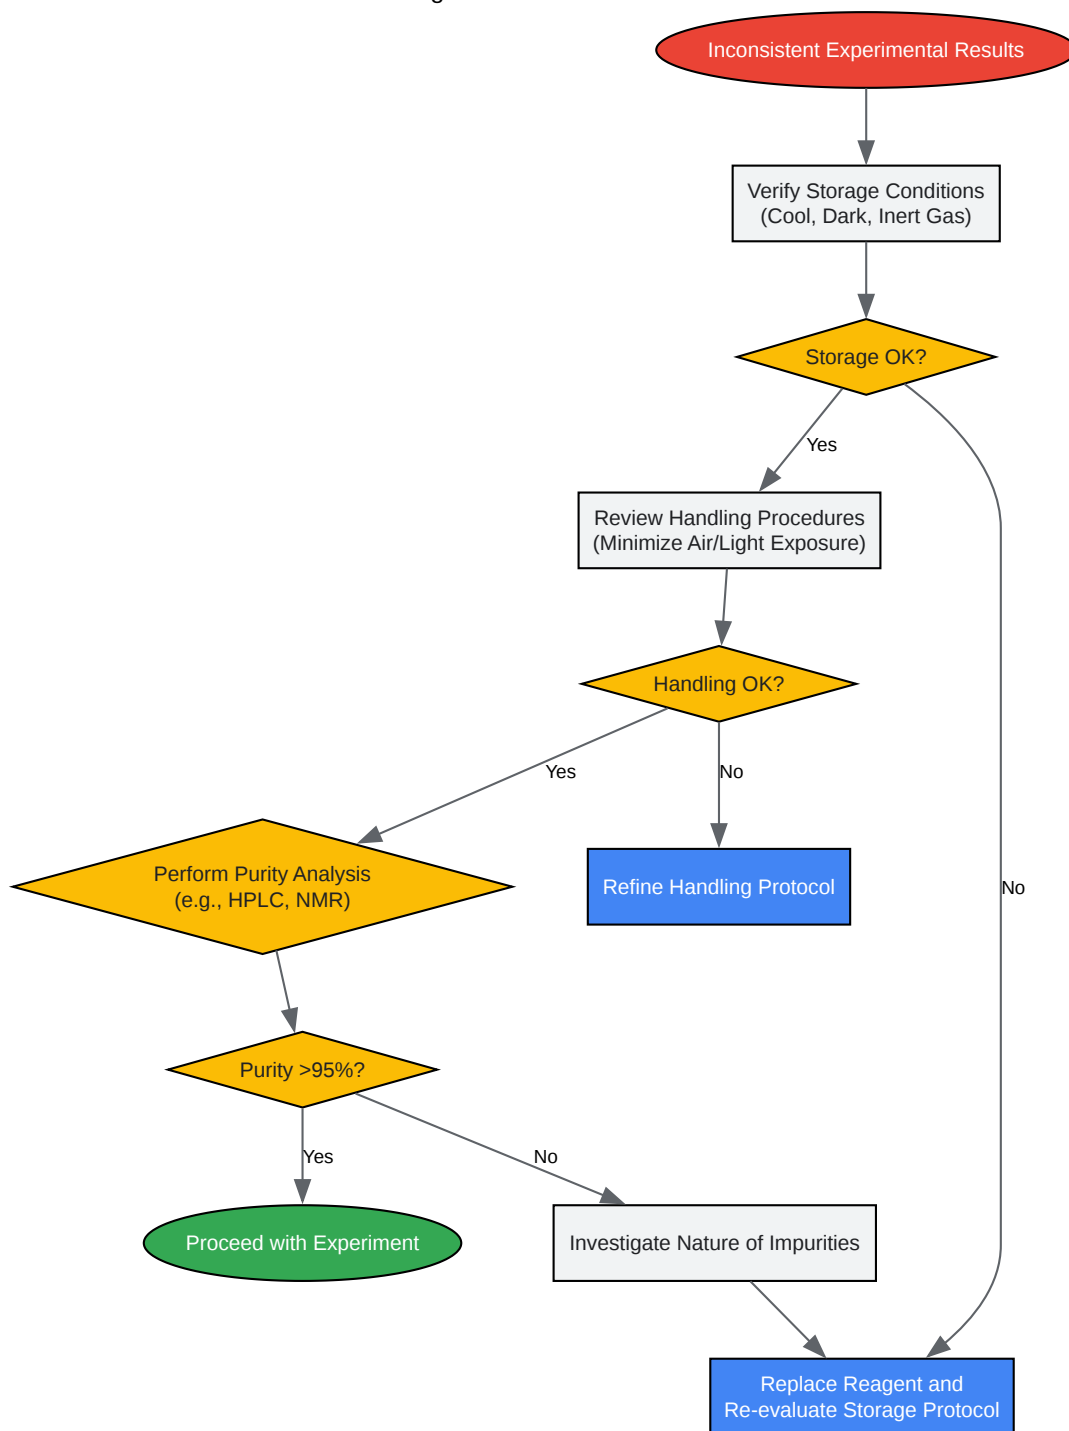 Inconsistent Experimental Results
Verify Storage Conditions
(Cool, Dark, Inert Gas)
Storage OK?
Yes
Review Handling Procedures
(Minimize Air/Light Exposure)
Handling OK?
Yes
No
Perform Purity Analysis
(e.g., HPLC, NMR)
Refine Handling Protocol
No
Purity >95%?
Yes
No
Proceed with Experiment
Investigate Nature of Impurities
Replace Reagent and
Re-evaluate Storage Protocol